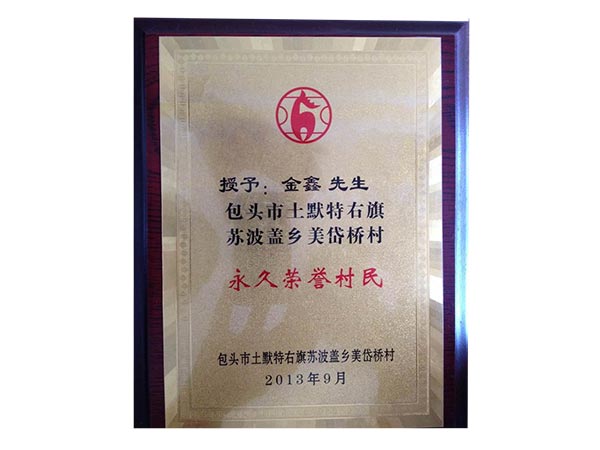 授予：金鑫 先生
包头市土默特右旗
苏波盖乡美岱桥村
永久荣誉村民
包头市土默特右旗苏波盖乡美岱桥村
2013年9月